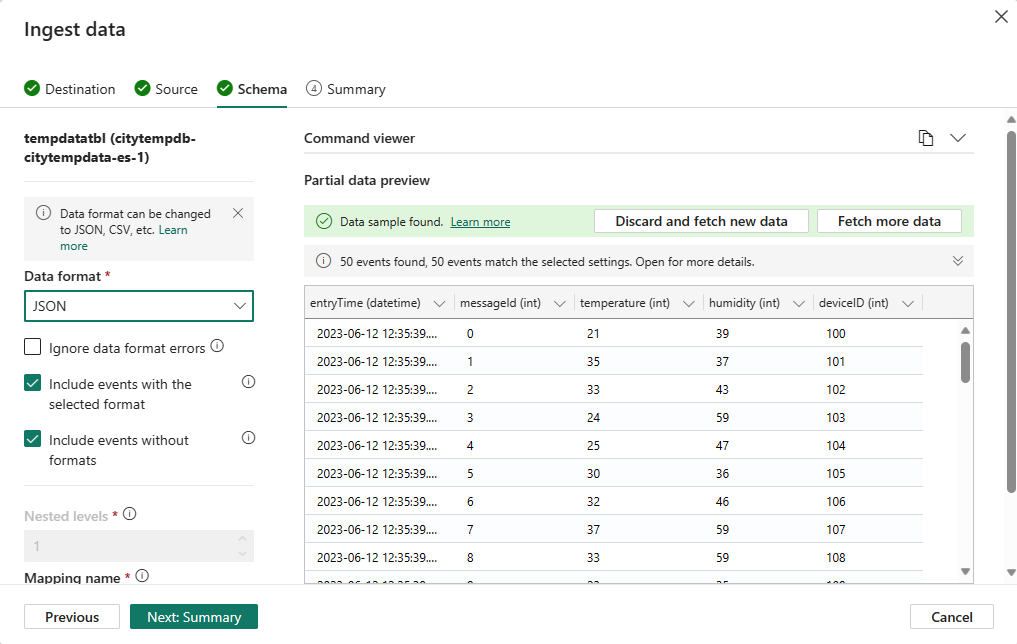 Ingest data
Destination
Source
Schema
4 Summary
tempdatatbl (citytempdb-
citytempdata-es-1)
Data format can be changed
to JSON, CSV, etc. Learn
more
Data format *
JSON
Ignore data format errors
Include events with the
selected format
Include events without
formats
Nested levels *
1
Mapping name *
Command viewer
Partial data preview
Data sample found. Learn more
Discard and fetch new data
Fetch more data
50 events found, 50 events match the selected settings. Open for more details.
entryTime (datetime) messageId (int) temperature (int) humidity (int) deviceID (int)
2023-06-12 12:35:39.... 0 21 39 100
2023-06-12 12:35:39.... 1 35 37 101
2023-06-12 12:35:39.... 2 33 43 102
2023-06-12 12:35:39.... 3 24 59 103
2023-06-12 12:35:39.... 4 25 47 104
2023-06-12 12:35:39.... 5 30 36 105
2023-06-12 12:35:39.... 6 32 46 106
2023-06-12 12:35:39.... 7 37 59 107
2023-06-12 12:35:39.... 8 33 59 108
Previous
Next: Summary
Cancel